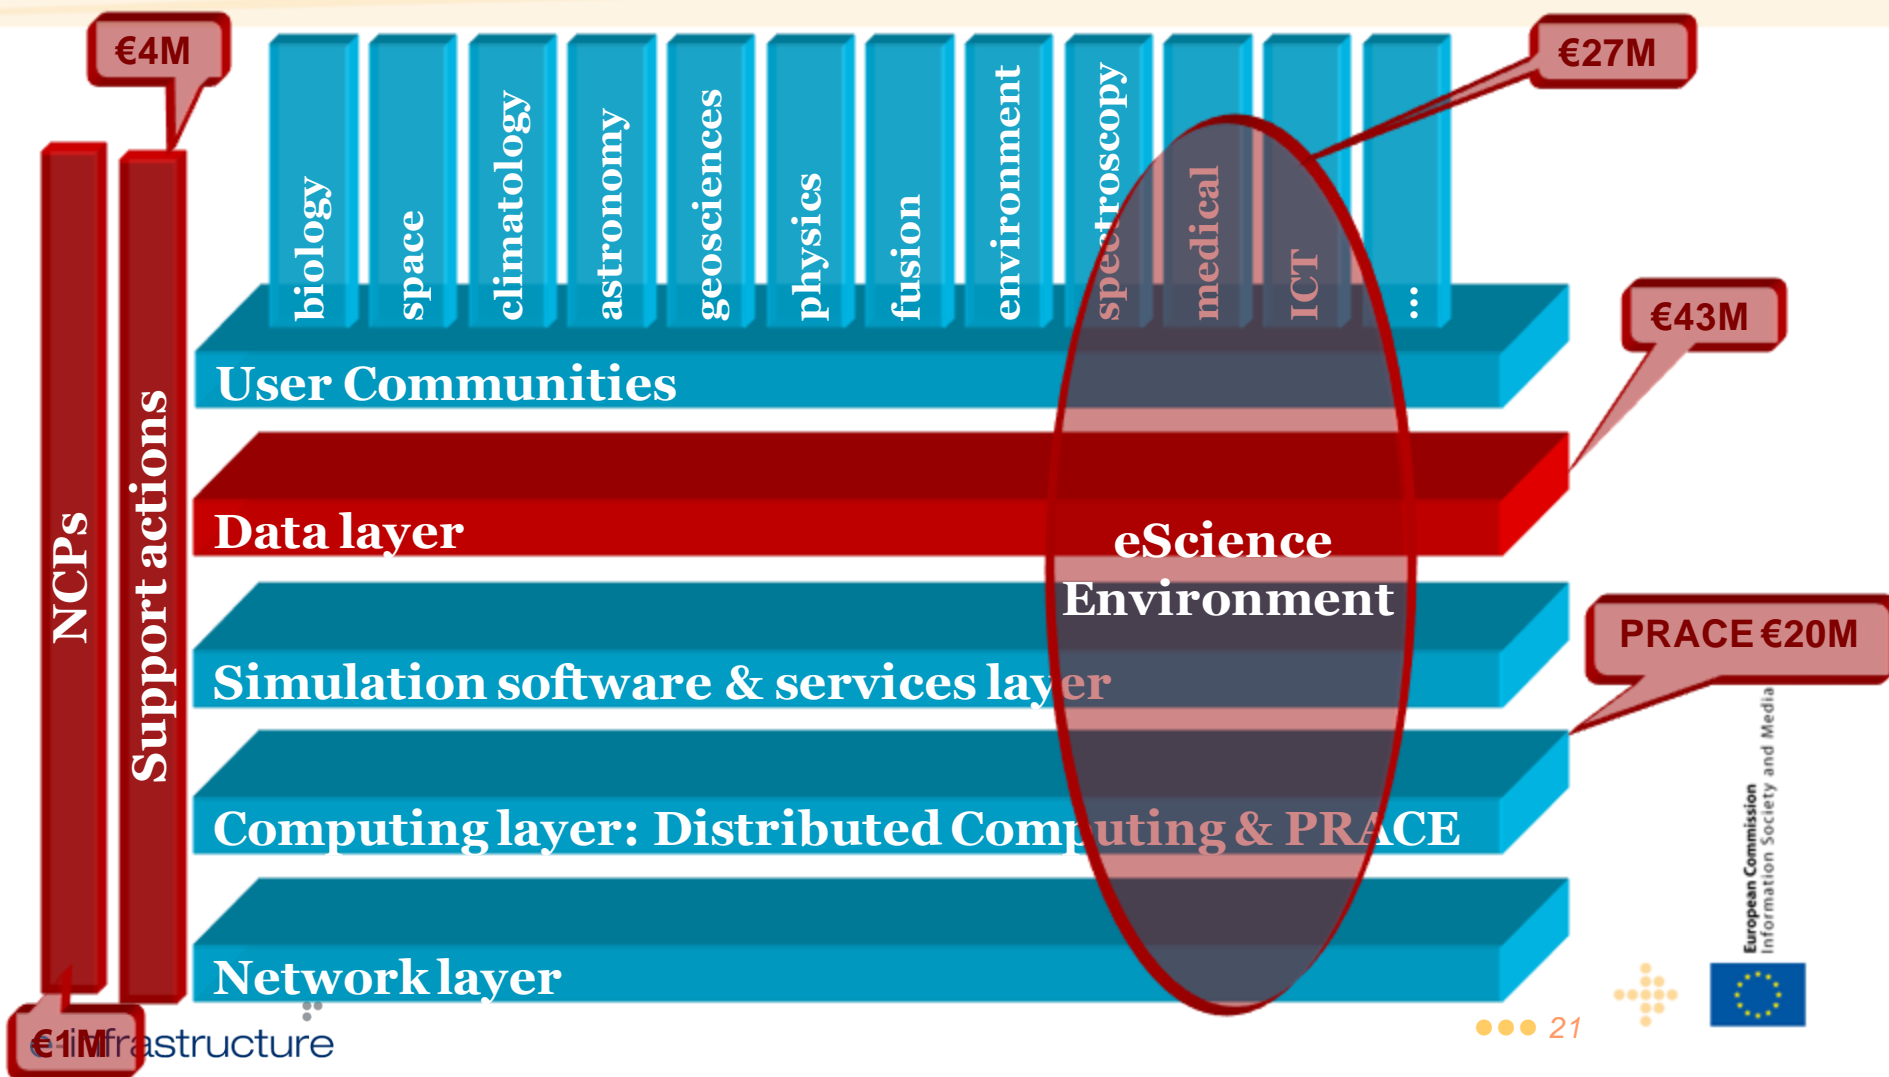 €4M
€27M
biology
space
climatology
astronomy
geosciences
physics
fusion
environment
spectroscopy
medical
ICT
...
€43M
User Communities
NCPs
Support actions
Data layer
eScience
Environment
PRACE €20M
Simulation software & services layer
Computing layer: Distributed Computing & PRACE
Network layer
European Commission
Information Society and Media
€1M
e-infrastructure
21